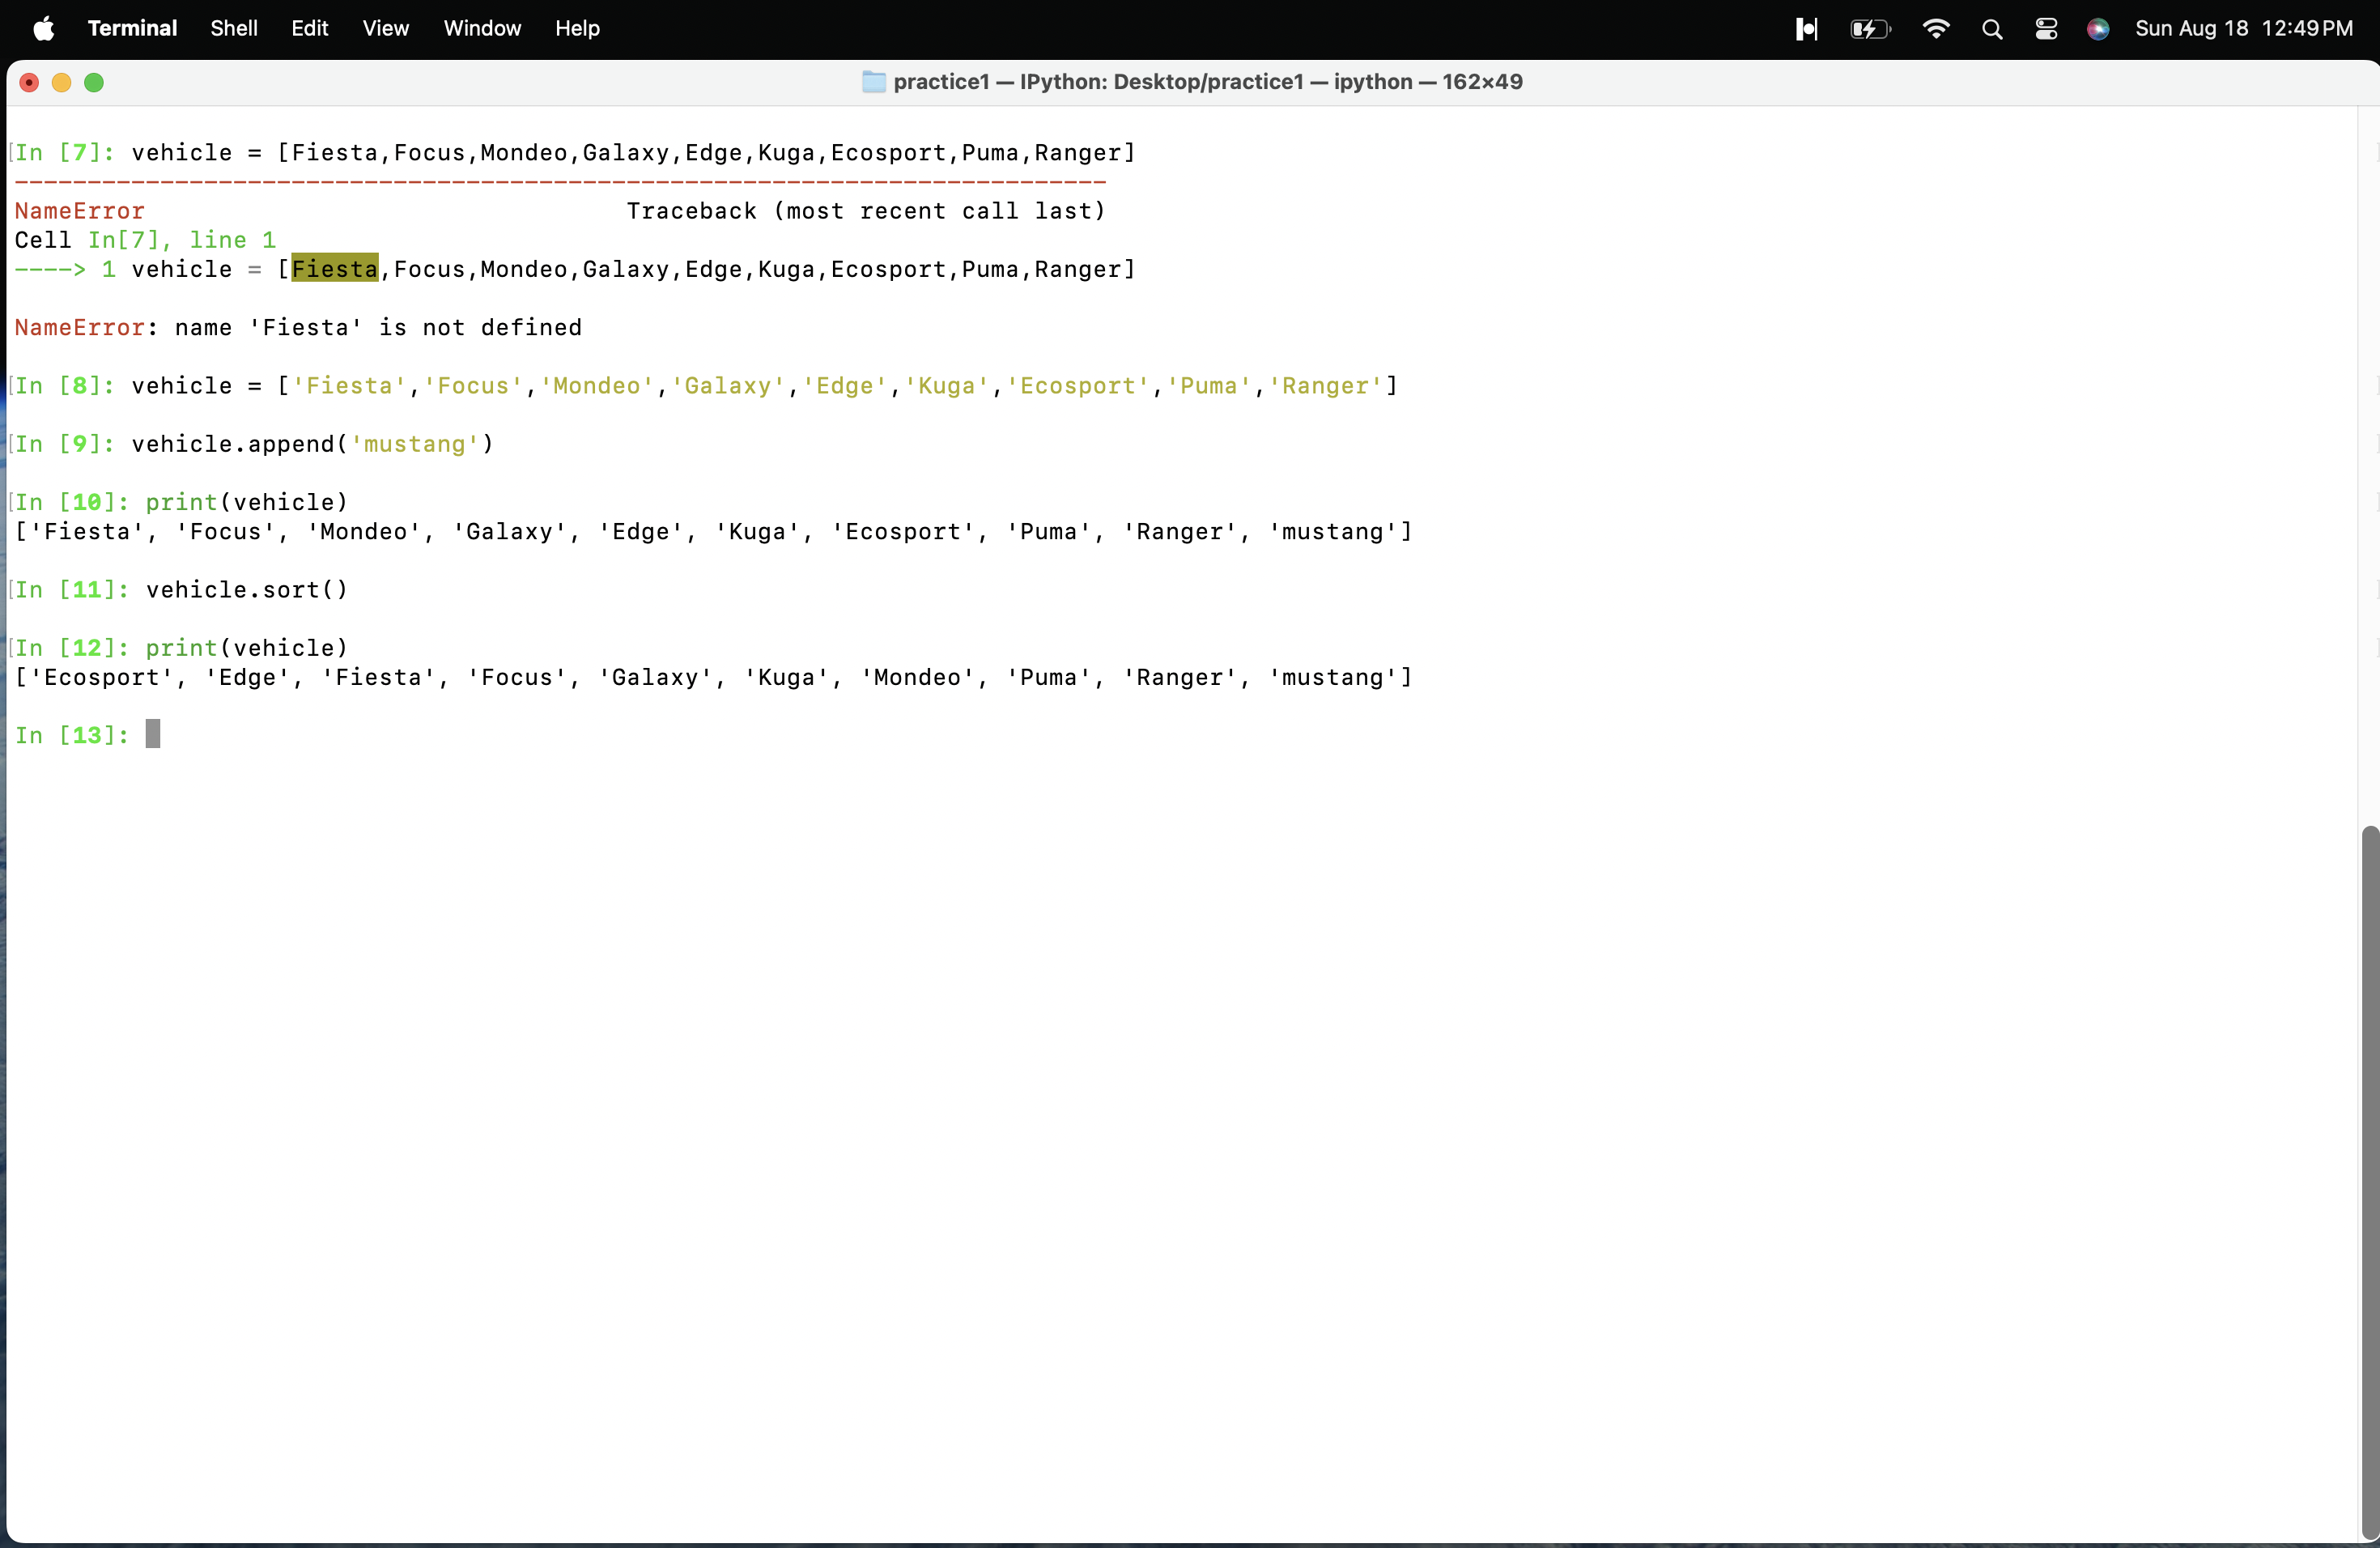 Terminal Shell Edit View Window Help Sun Aug 18 12:49 PM
practice1 — IPython: Desktop/practice1 — ipython — 162×49
In [7]: vehicle = [Fiesta,Focus,Mondeo,Galaxy,Edge,Kuga,Ecosport,Puma,Ranger]
---------------------------------------------------------------------------
NameError                                 Traceback (most recent call last)
Cell In[7], line 1
----> 1 vehicle = [Fiesta,Focus,Mondeo,Galaxy,Edge,Kuga,Ecosport,Puma,Ranger]
NameError: name 'Fiesta' is not defined
In [8]: vehicle = ['Fiesta','Focus','Mondeo','Galaxy','Edge','Kuga','Ecosport','Puma','Ranger']
In [9]: vehicle.append('mustang')
In [10]: print(vehicle)
['Fiesta', 'Focus', 'Mondeo', 'Galaxy', 'Edge', 'Kuga', 'Ecosport', 'Puma', 'Ranger', 'mustang']
In [11]: vehicle.sort()
In [12]: print(vehicle)
['Ecosport', 'Edge', 'Fiesta', 'Focus', 'Galaxy', 'Kuga', 'Mondeo', 'Puma', 'Ranger', 'mustang']
In [13]: